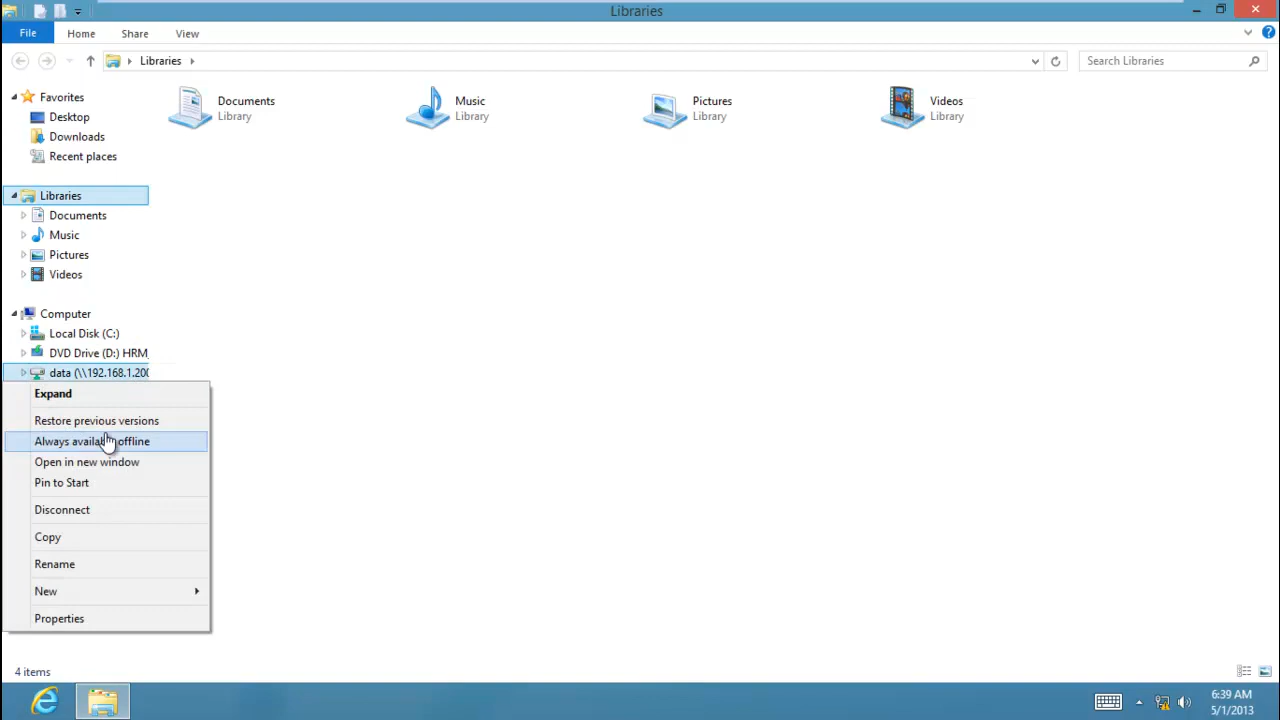 Libraries
File Home Share View
Libraries
Search Libraries
Favorites
Desktop
Downloads
Recent places
Libraries
Documents
Music
Pictures
Videos
Computer
Local Disk (C:)
DVD Drive (D:) HRM
data (\\192.168.1.200
Documents
Library
Music
Library
Pictures
Library
Videos
Library
Expand
Restore previous versions
Always available offline
Open in new window
Pin to Start
Disconnect
Copy
Rename
New
Properties
4 items
6:39 AM
5/1/2013